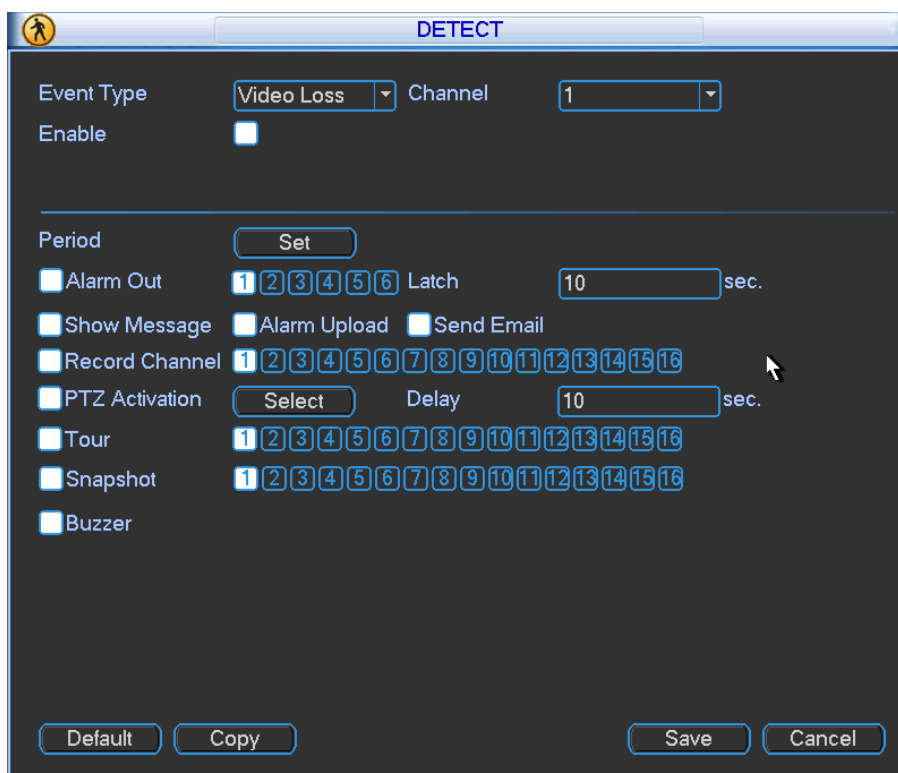 DETECT
Event Type Video Loss Channel 1
Enable
Period Set
Alarm Out 1 2 3 4 5 6 Latch 10 sec.
Show Message Alarm Upload Send Email
Record Channel 1 2 3 4 5 6 7 8 9 10 11 12 13 14 15 16
PTZ Activation Select Delay 10 sec.
Tour 1 2 3 4 5 6 7 8 9 10 11 12 13 14 15 16
Snapshot 1 2 3 4 5 6 7 8 9 10 11 12 13 14 15 16
Buzzer
Default Copy Save Cancel